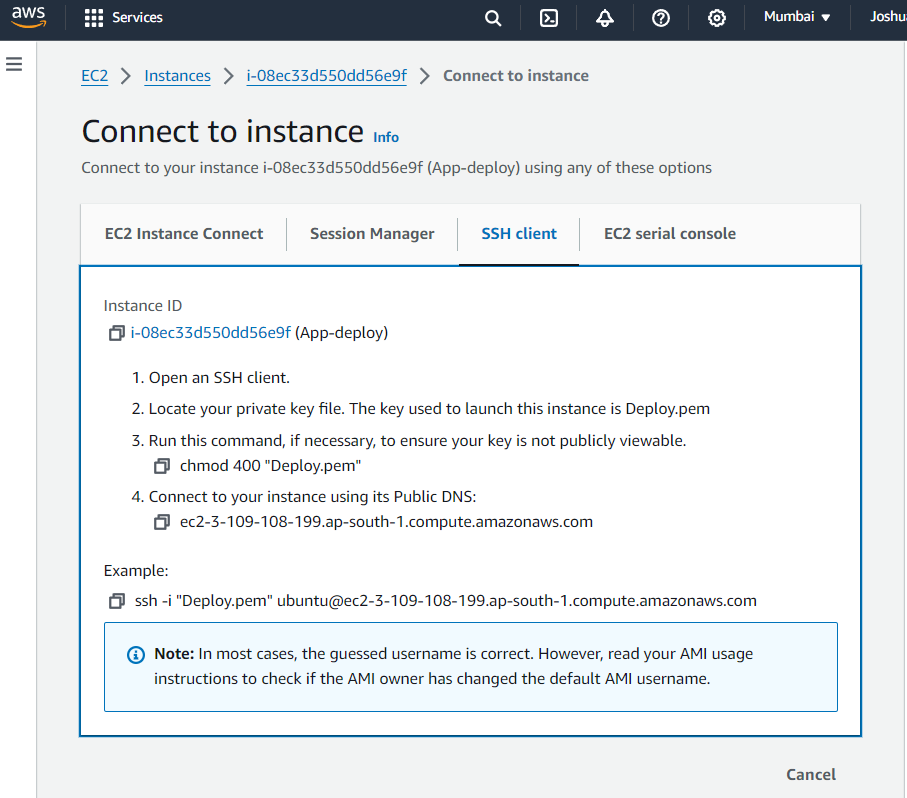 aws Services Mumbai ▼
EC2 > Instances > i-08ec33d550dd56e9f > Connect to instance
Connect to instance Info
Connect to your instance i-08ec33d550dd56e9f (App-deploy) using any of these options
EC2 Instance Connect Session Manager SSH client EC2 serial console
Instance ID
i-08ec33d550dd56e9f (App-deploy)
1. Open an SSH client.
2. Locate your private key file. The key used to launch this instance is Deploy.pem
3. Run this command, if necessary, to ensure your key is not publicly viewable.
chmod 400 "Deploy.pem"
4. Connect to your instance using its Public DNS:
ec2-3-109-108-199.ap-south-1.compute.amazonaws.com
Example:
ssh -i "Deploy.pem" ubuntu@ec2-3-109-108-199.ap-south-1.compute.amazonaws.com
Note: In most cases, the guessed username is correct. However, read your AMI usage
instructions to check if the AMI owner has changed the default AMI username.
Cancel